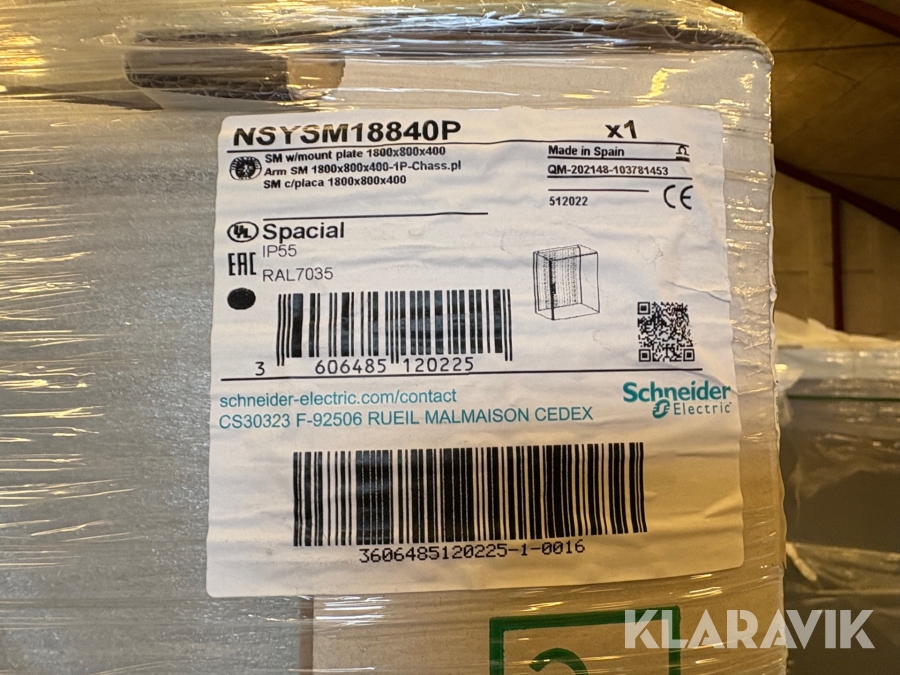 NSYSM18840P x1
SM w/mount plate 1800x800x400
Arm SM 1800x800x400-1P-Chass.pl
SM c/placa 1800x800x400
Made in Spain
QM-202148-103781453
512022
CE
UL Spacial
EAC IP55
RAL7035
3 606485 120225
schneider-electric.com/contact
CS30323 F-92506 RUEIL MALMAISON CEDEX
Schneider
Electric
3606485120225-1-0016
KLARAVIK